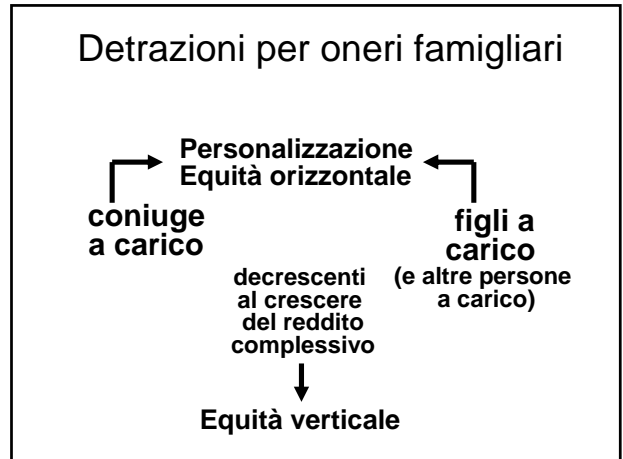 Detrazioni per oneri famigliari
Personalizzazione
Equità orizzontale
coniuge
a carico
figli a
carico
(e altre persone
a carico)
decrescenti
al crescere
del reddito
complessivo
Equità verticale